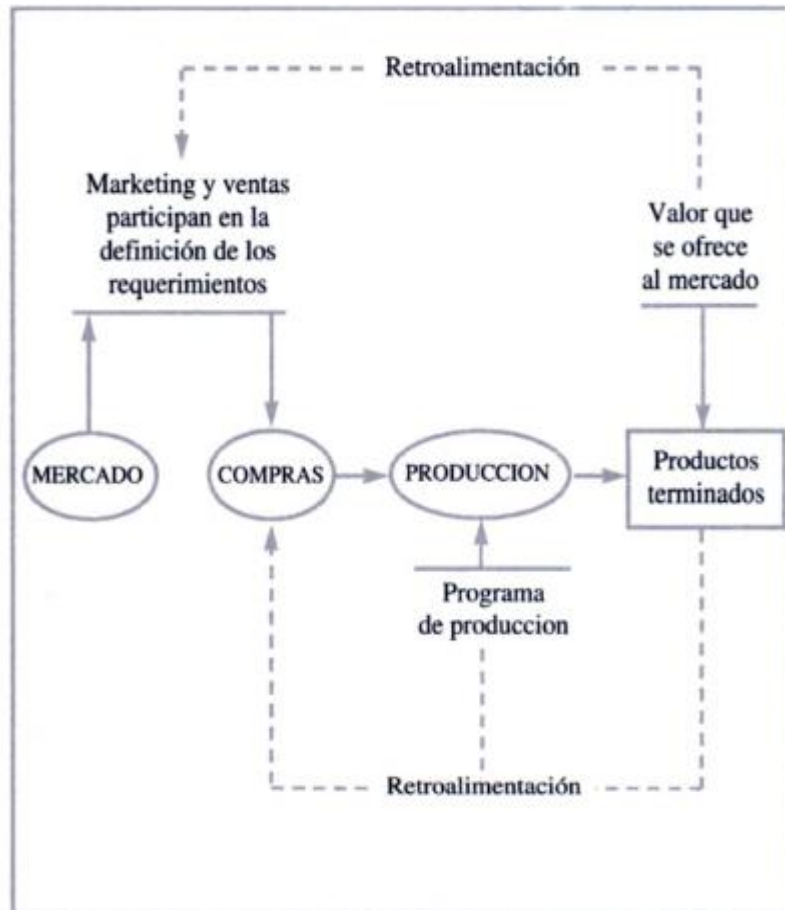 Retroalimentación
Marketing y ventas
participan en la
definición de los
requerimientos
Valor que
se ofrece
al mercado
MERCADO
COMPRAS
PRODUCCION
Productos
terminados
Programa
de produccion
Retroalimentación